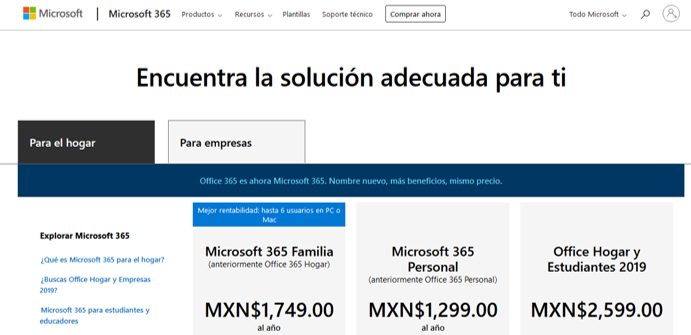 Microsoft | Microsoft 365 Productos Recursos Plantillas Soporte técnico Comprar ahora Todo Microsoft
Encuentra la solución adecuada para ti
Para el hogar Para empresas
Office 365 es ahora Microsoft 365. Nombre nuevo, más beneficios, mismo precio.
Explorar Microsoft 365
¿Qué es Microsoft 365 para el hogar?
¿Buscas Office Hogar y Empresas
2019?
Microsoft 365 para estudiantes y
educadores
Mejor rentabilidad: hasta 6 usuarios en PC o
Mac
Microsoft 365 Familia
(anteriormente Office 365 Hogar)
MXN$1,749.00
al año
Microsoft 365
Personal
(anteriormente Office 365 Personal)
MXN$1,299.00
al año
Office Hogar y
Estudiantes 2019
MXN$2,599.00